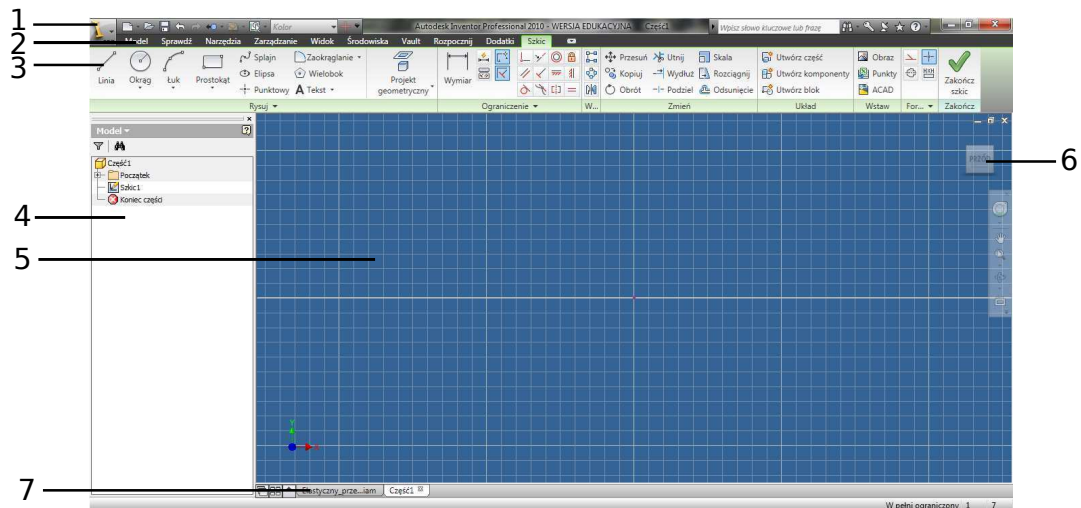 1
Kolor
Autodesk Inventor Professional 2010 - WERSJA EDUKACYJNA Część1
Wpisz słowo kluczowe lub frazę
2
Model Sprawdź Narzędzia Zarządzanie Widok Środowiska Vault Rozpocznij Dodatki Szkic
3
Linia Okrąg Łuk Prostokąt
Splajn Zaokrąglanie
Elipsa Wielobok
Punktowy A Tekst
Projekt geometryczny
Wymiar
Przesuń Utnij Skala
Kopiuj Wydłuż Rozciągnij
Obrót Podziel Odsunięcie
Utwórz część
Utwórz komponenty
Utwórz blok
Obraz
Punkty
ACAD
Zakończ szkic
Rysuj Ograniczenie W... Zmień Układ Wstaw For... Zakończ
Model
Część1
Początek
Szkic1
Koniec części
4
5
6
Y
X
7
Elastyczny_prze...iam Część1
W pełni ograniczony 1 7